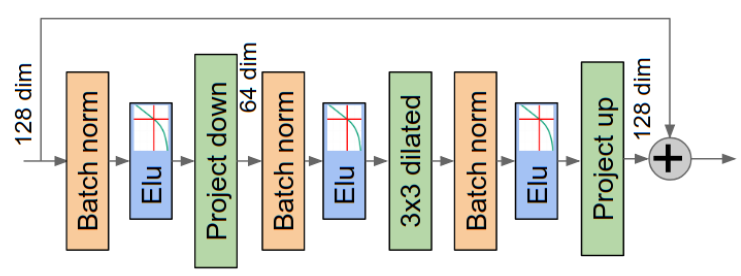 128 dim
Batch norm
Elu
Project down
64 dim
Batch norm
Elu
3x3 dilated
Batch norm
Elu
Project up
128 dim
+